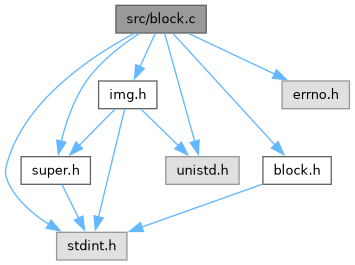 src/block.c
img.h
errno.h
super.h
unistd.h
block.h
stdint.h